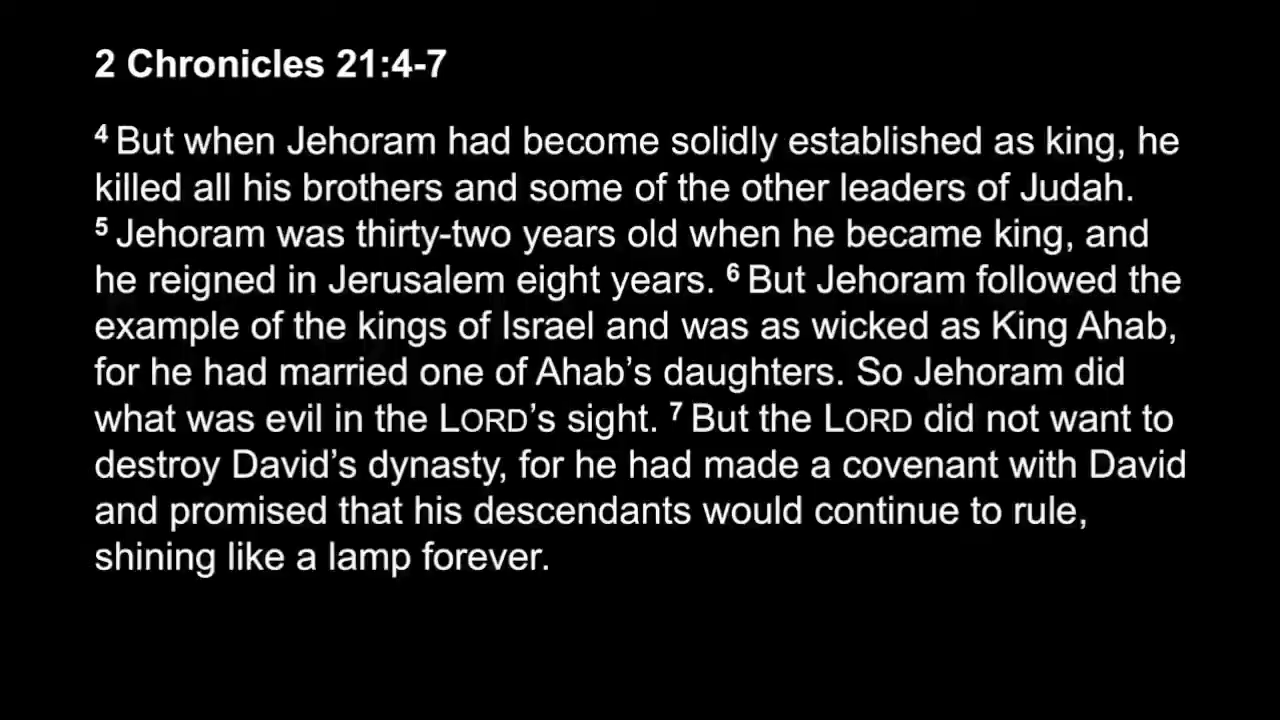 2 Chronicles 21:4-7
4 But when Jehoram had become solidly established as king, he
killed all his brothers and some of the other leaders of Judah.
5 Jehoram was thirty-two years old when he became king, and
he reigned in Jerusalem eight years. 6 But Jehoram followed the
example of the kings of Israel and was as wicked as King Ahab,
for he had married one of Ahab’s daughters. So Jehoram did
what was evil in the LORD’s sight. 7 But the LORD did not want to
destroy David’s dynasty, for he had made a covenant with David
and promised that his descendants would continue to rule,
shining like a lamp forever.